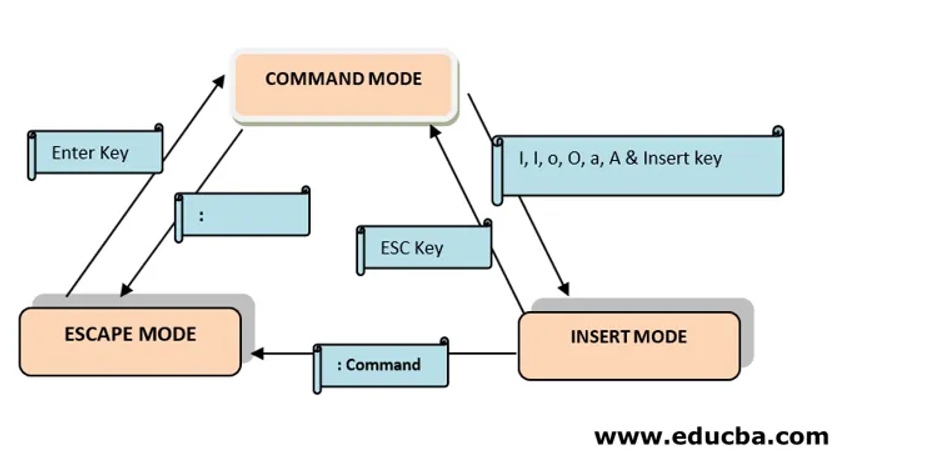 COMMAND MODE
Enter Key
I, I, o, O, a, A & Insert key
:
ESC Key
ESCAPE MODE
INSERT MODE
: Command
www.educba.com